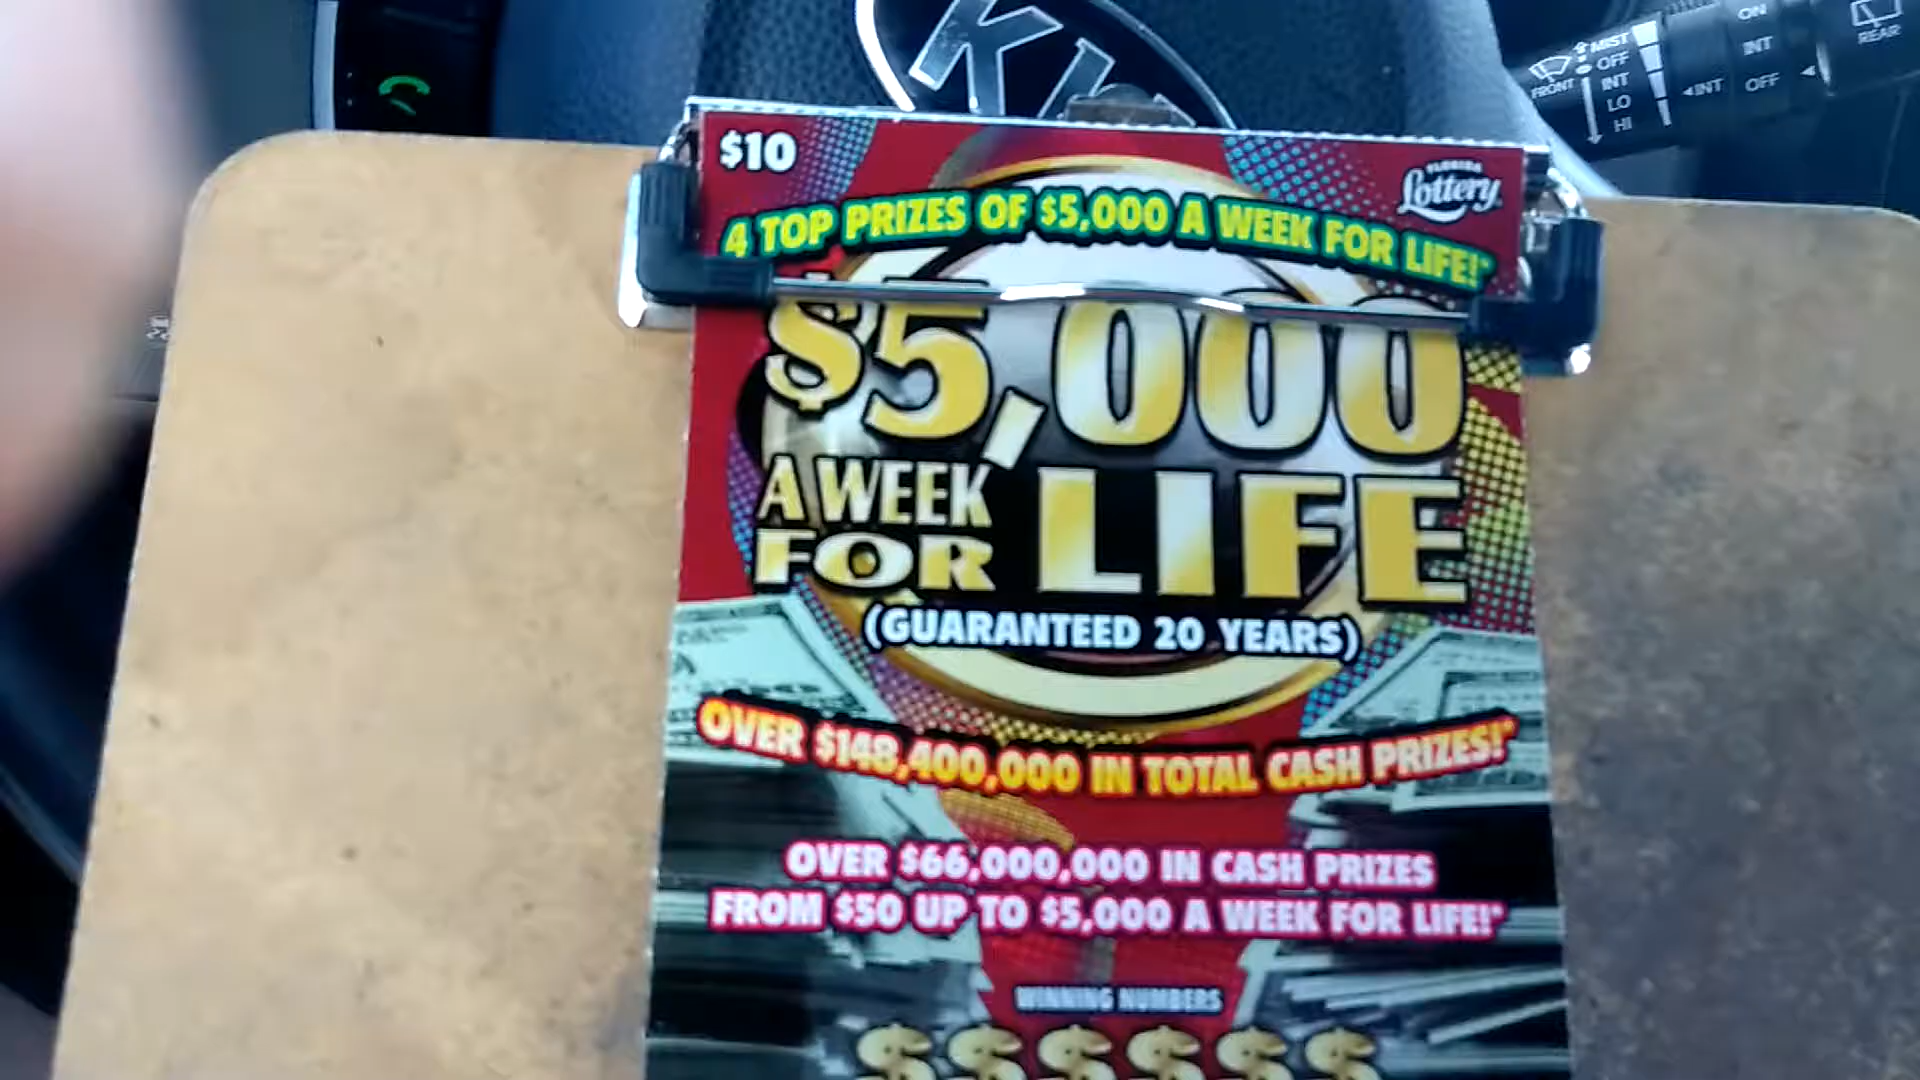 KI
MIST
OFF
INT
LO
HI
FRONT
ON
INT
OFF
INT
REAR
$10
FLORIDA
Lottery
4 TOP PRIZES OF $5,000 A WEEK FOR LIFE!*
$5,000
A WEEK
FOR
LIFE
(GUARANTEED 20 YEARS)
OVER $148,400,000 IN TOTAL CASH PRIZES!*
OVER $66,000,000 IN CASH PRIZES
FROM $50 UP TO $5,000 A WEEK FOR LIFE!*
WINNING NUMBERS
$ $ $ $ $ $